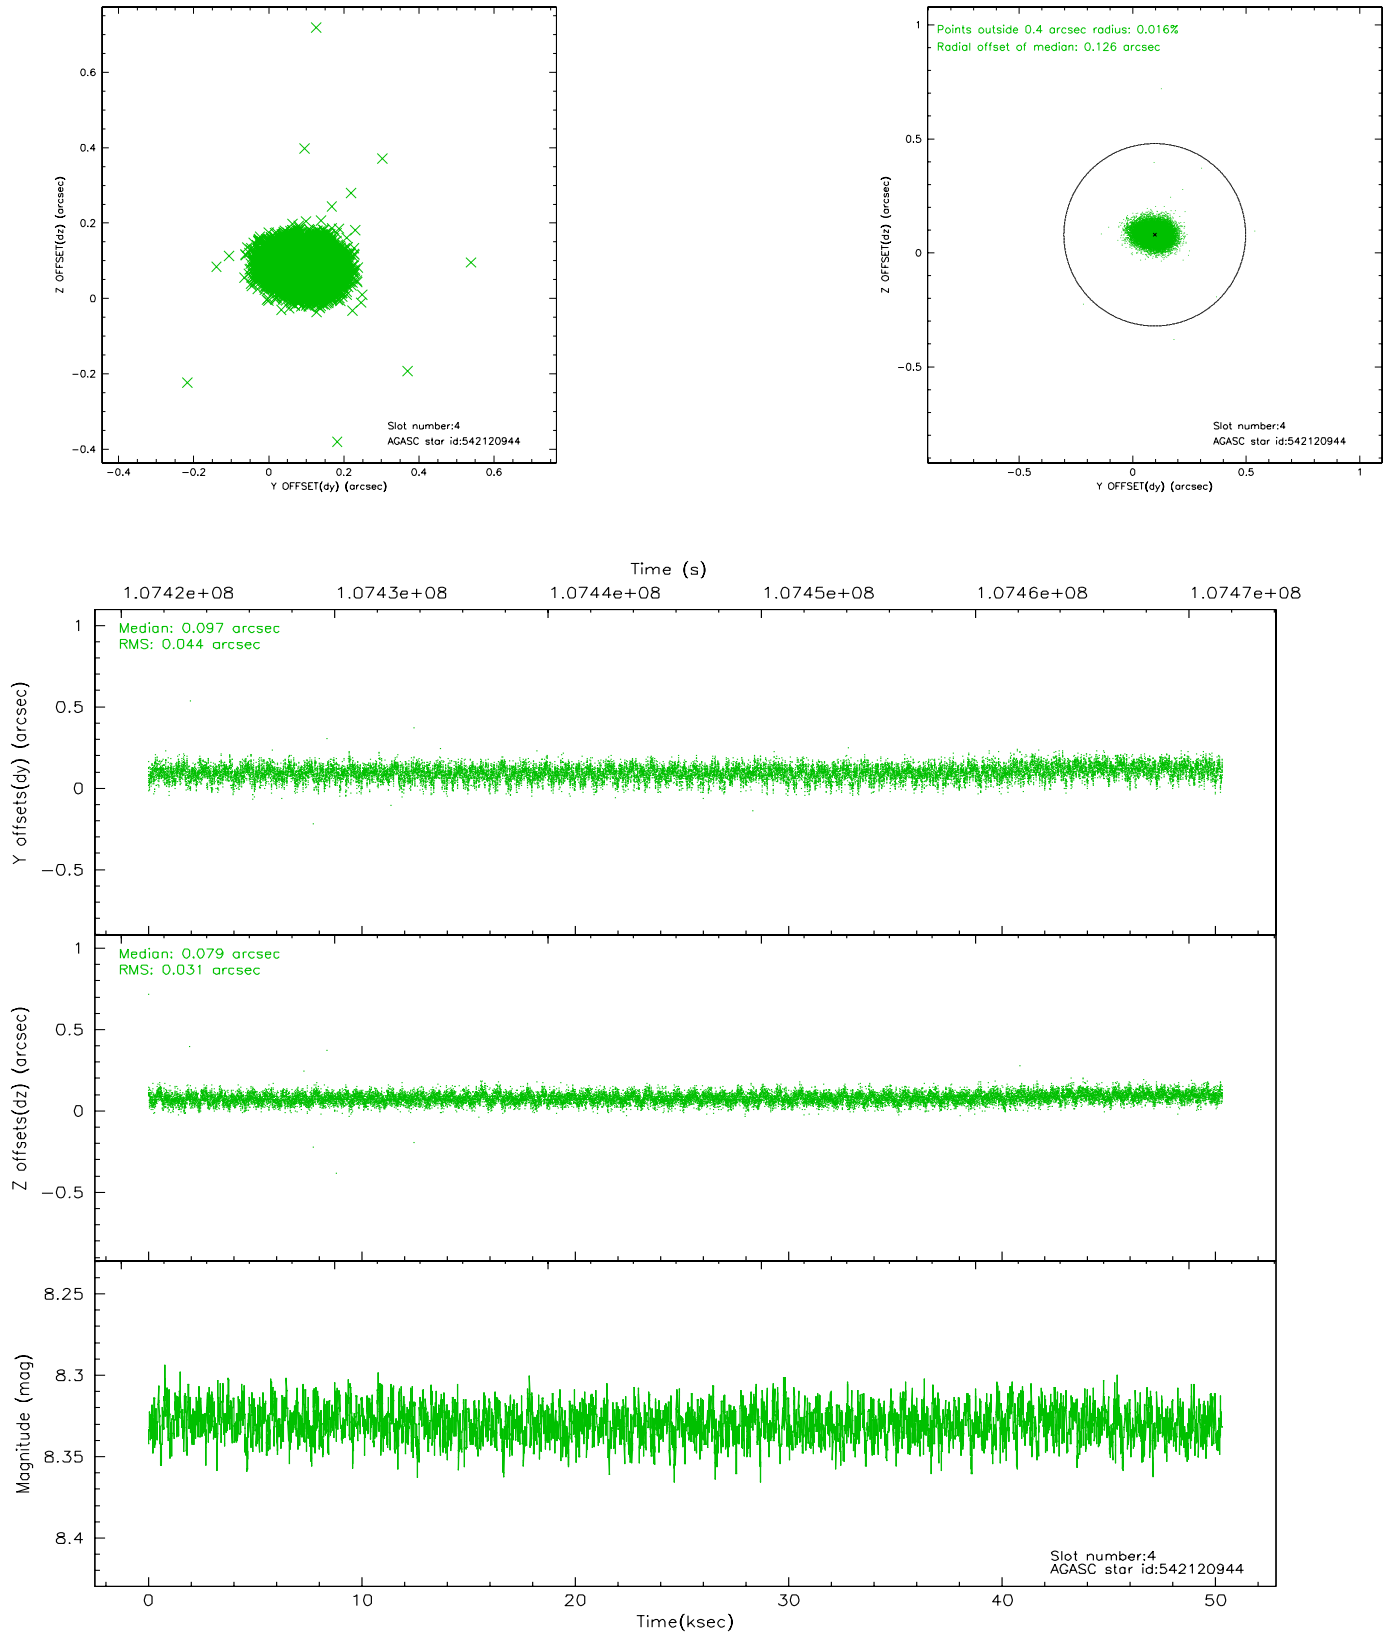 0.6
0.4
0.2
0
−0.2
−0.4
Z OFFSET(dz) (arcsec)
Slot number:4
AGASC star id:542120944
−0.4 −0.2 0 0.2 0.4 0.6
Y OFFSET(dy) (arcsec)
Points outside 0.4 arcsec radius: 0.016%
Radial offset of median: 0.126 arcsec
1
0.5
0
−0.5
Z OFFSET(dz) (arcsec)
Slot number:4
AGASC star id:542120944
−0.5 0 0.5 1
Y OFFSET(dy) (arcsec)
Time (s)
1.0742e+08 1.0743e+08 1.0744e+08 1.0745e+08 1.0746e+08 1.0747e+08
Median: 0.097 arcsec
RMS: 0.044 arcsec
1
0.5
0
−0.5
Y offsets(dy) (arcsec)
Median: 0.079 arcsec
RMS: 0.031 arcsec
1
0.5
0
−0.5
Z offsets(dz) (arcsec)
8.25
8.3
8.35
8.4
Magnitude (mag)
Slot number:4
AGASC star id:542120944
0 10 20 30 40 50
Time(ksec)